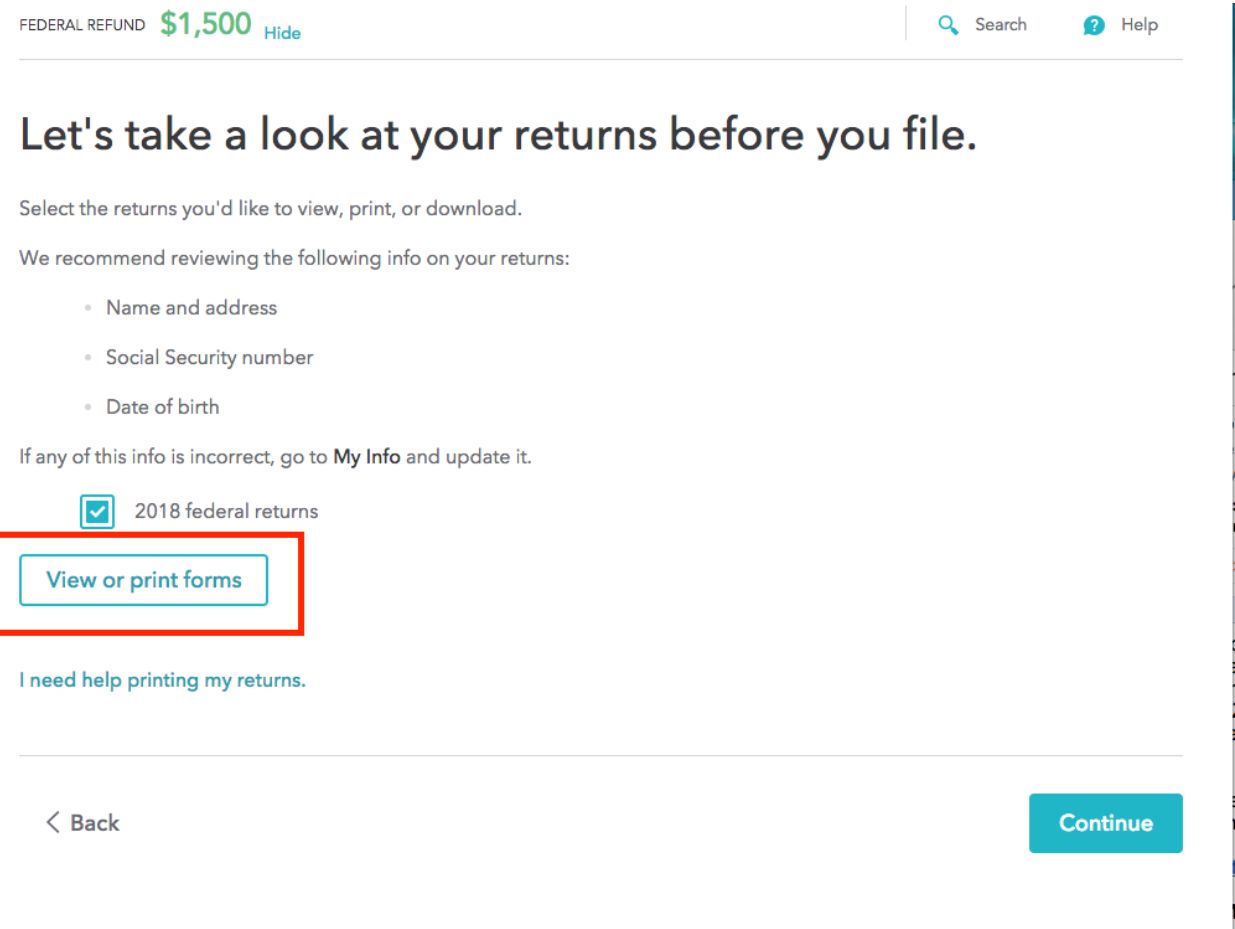 FEDERAL REFUND $1,500 Hide Search Help
Let's take a look at your returns before you file.
Select the returns you'd like to view, print, or download.
We recommend reviewing the following info on your returns:
Name and address
Social Security number
Date of birth
If any of this info is incorrect, go to My Info and update it.
2018 federal returns
View or print forms
I need help printing my returns.
Back Continue